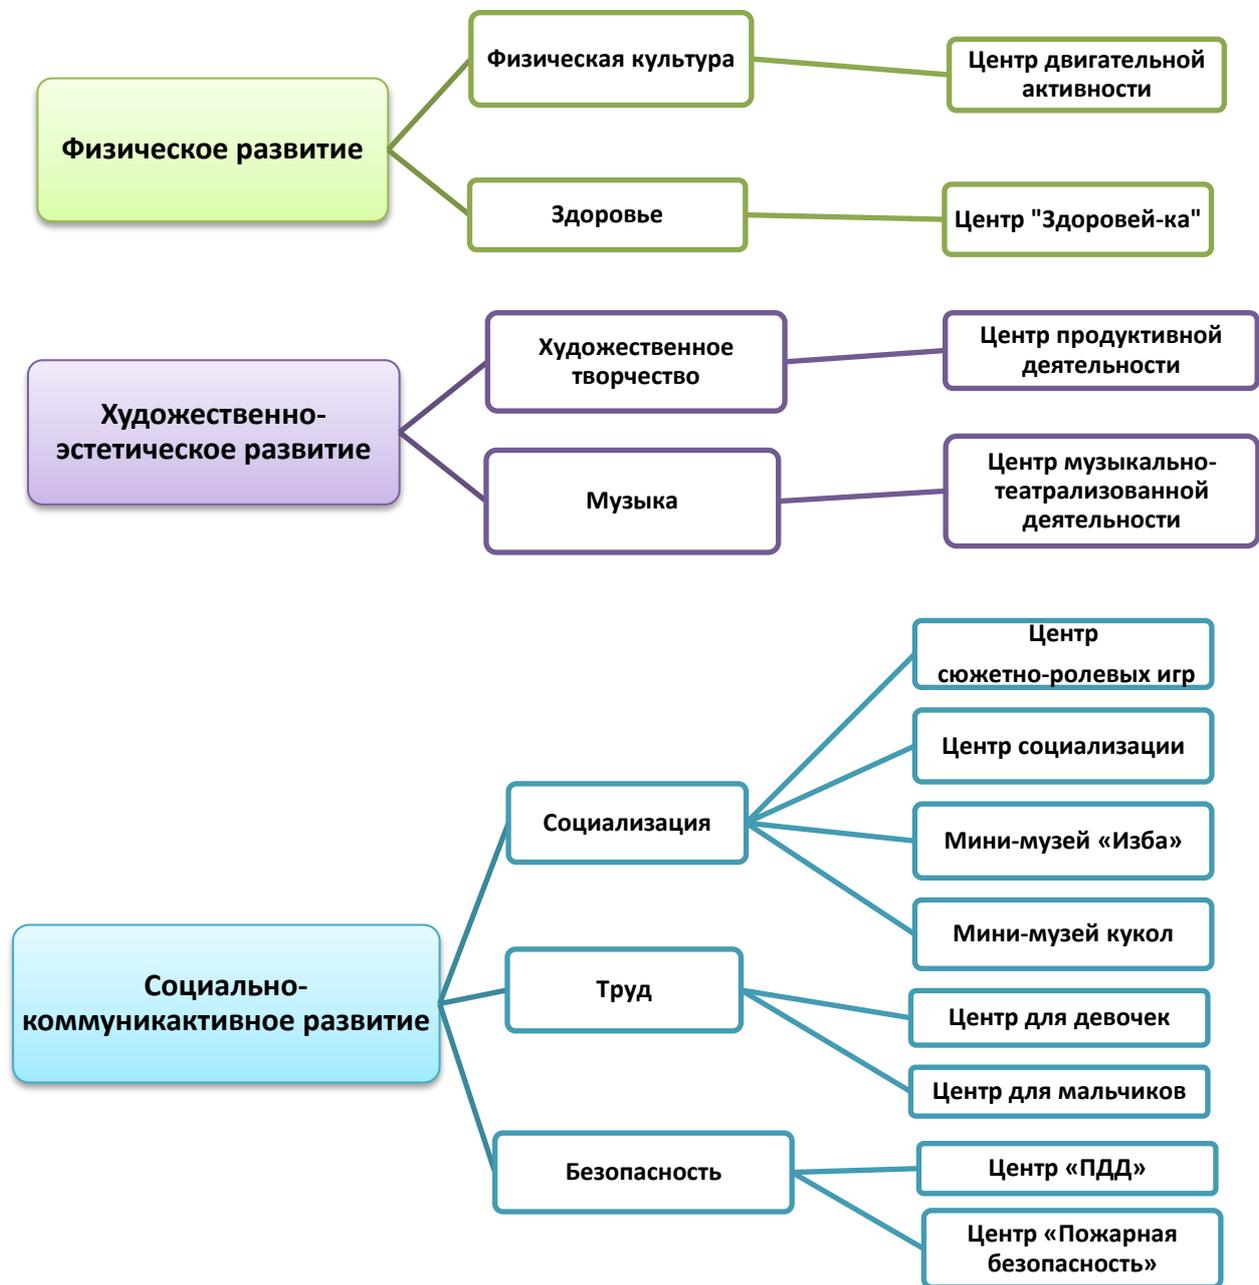 Физическая культура
Центр двигательной
активности
Физическое развитие
Здоровье
Центр "Здоровей-ка"
Художественное
творчество
Центр продуктивной
деятельности
Художественно-
эстетическое развитие
Музыка
Центр музыкально-
театрализованной
деятельности
Центр
сюжетно-ролевых игр
Центр социализации
Социализация
Мини-музей «Изба»
Мини-музей кукол
Социально-
коммуникактивное развитие
Труд
Центр для девочек
Центр для мальчиков
Безопасность
Центр «ПДД»
Центр «Пожарная
безопасность»